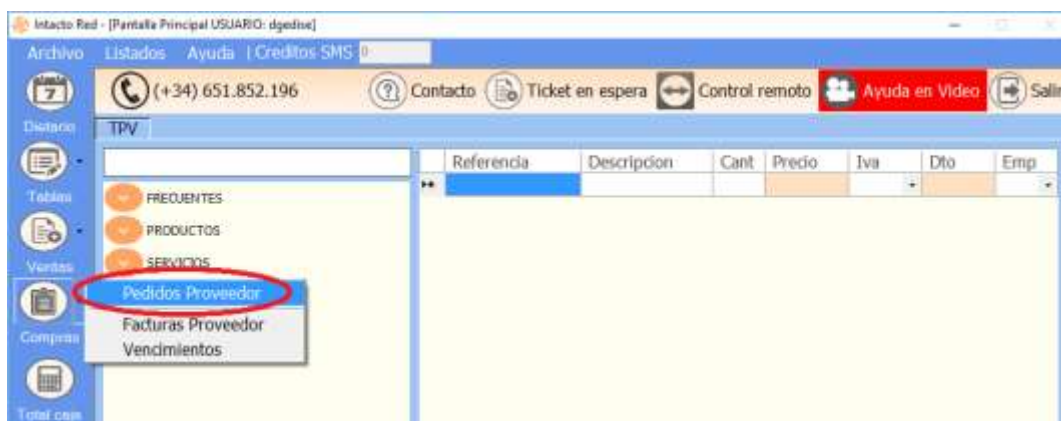 Intacto Red - [Pantalla Principal USUARIO: dgedise]
Archivo Listados Ayuda | Creditos SMS 0
7 (+34) 651.852.196 Contacto Ticket en espera Control remoto Ayuda en Video Salir
Diatario
TPV
Referencia Descripcion Cant Precio Iva Dto Emp
Tablas
FRECUENTES
PRODUCTOS
SERVICIOS
Ventas
Pedidos Proveedor
Facturas Proveedor
Compras
Vencimientos
Total caja